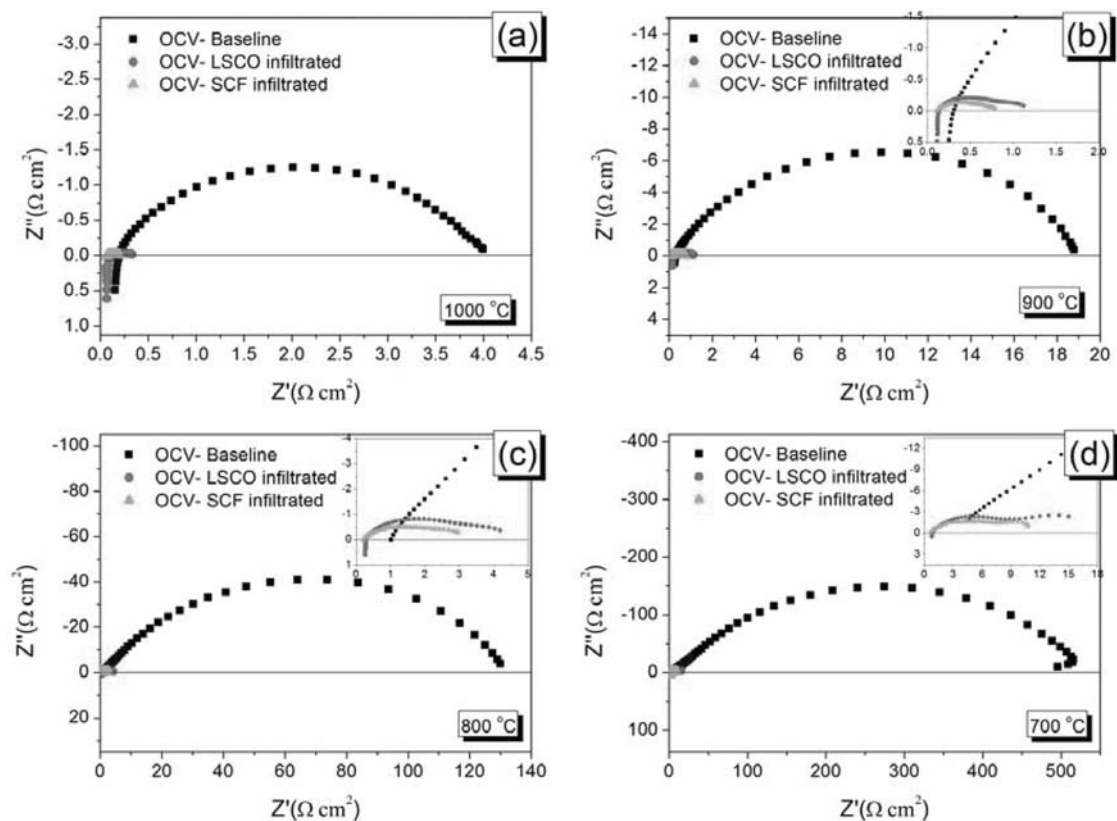 (a)
OCV- Baseline
OCV- LSCO infiltrated
OCV- SCF infiltrated
-3.0
-2.5
-2.0
-1.5
-1.0
-0.5
0.0
0.5
1.0
Z''(Ω cm²)
1000 °C
0.0 0.5 1.0 1.5 2.0 2.5 3.0 3.5 4.0 4.5
Z'(Ω cm²)
(b)
OCV- Baseline
OCV- LSCO infiltrated
OCV- SCF infiltrated
-14
-12
-10
-8
-6
-4
-2
0
2
4
Z''(Ω cm²)
-1.5
-1.0
-0.5
0.0
0.5
0.0 0.5 1.0 1.5 2.0
900 °C
0 2 4 6 8 10 12 14 16 18 20
Z'(Ω cm²)
(c)
OCV- Baseline
OCV- LSCO infiltrated
OCV- SCF infiltrated
-100
-80
-60
-40
-20
0
20
Z''(Ω cm²)
-4
-3
-2
-1
0
1
0 1 2 3 4 5
800 °C
0 20 40 60 80 100 120 140
Z'(Ω cm²)
(d)
OCV- Baseline
OCV- LSCO infiltrated
OCV- SCF infiltrated
-400
-300
-200
-100
0
100
Z''(Ω cm²)
-12
-9
-6
-3
0
3
0 3 6 9 12 15 18
700 °C
0 100 200 300 400 500
Z'(Ω cm²)